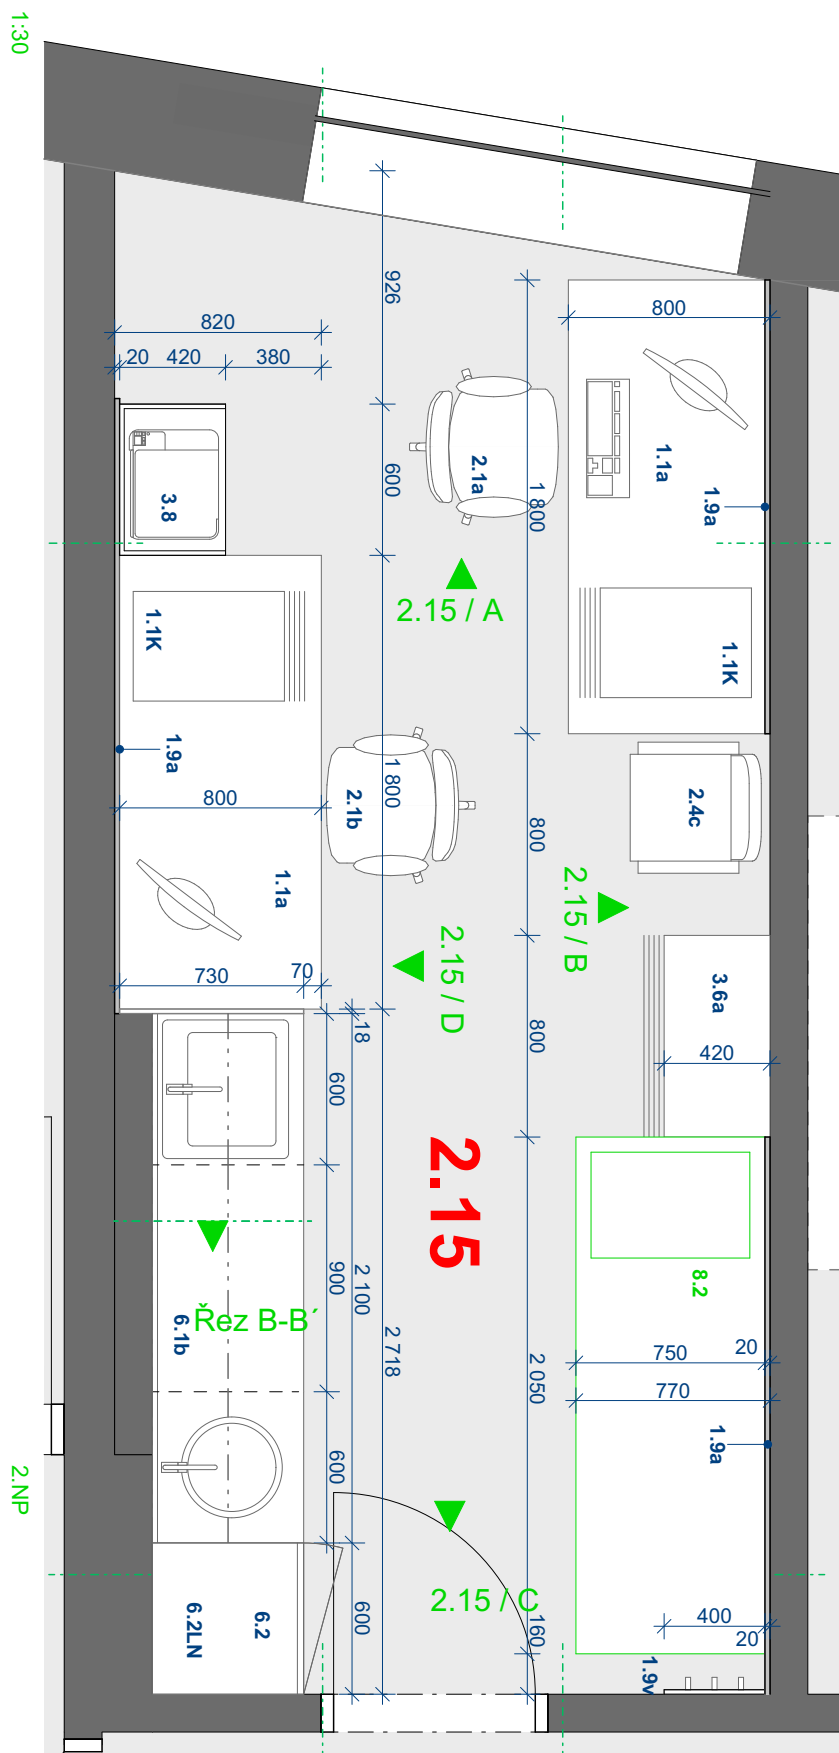 1:30
926
820
20 420 380
800
3.8
600
2.1a
1 800
1.1a
1.9a
2.15 / A
1.1K
1.1K
1.9a
1 800
800
2.1b
800
2.4c
1.1a
2.15 / B
2.15 / D
730 70
18
3.6a
420
800
600
2.15
8.2
900
2 100
Řez B-B´
6.1b
2 718
2 050
750 20
770
1.9a
600
2.NP
2.15 / C
160
400
20
6.2LN
6.2
600
1.9v